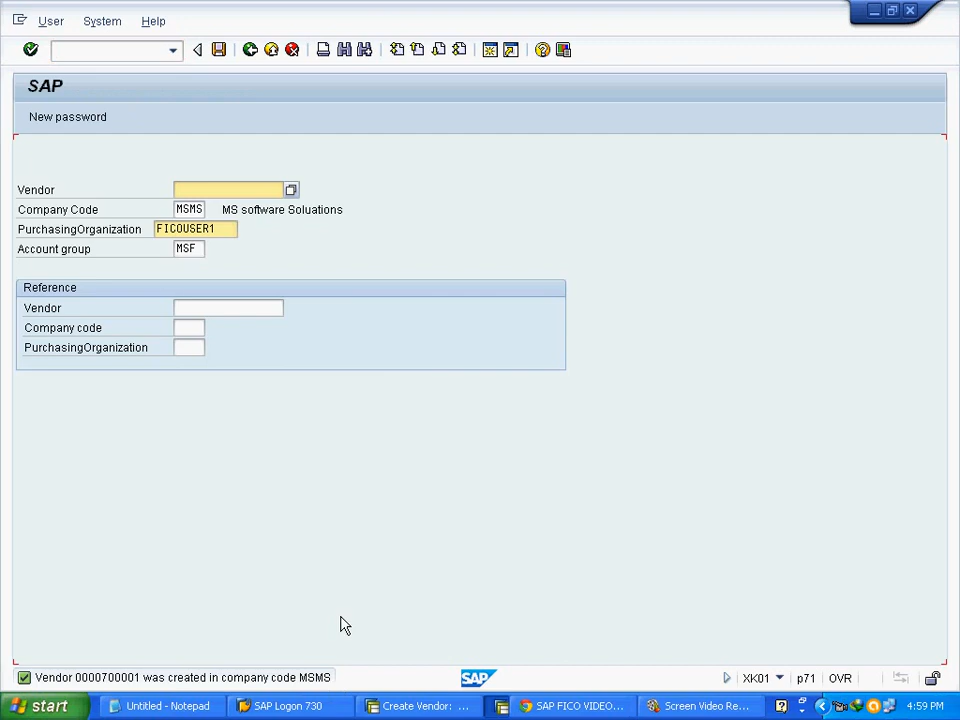 User System Help
SAP
New password
Vendor
Company Code MSMS MS software Soluations
PurchasingOrganization FICOUSER1
Account group MSF
Reference
Vendor
Company code
PurchasingOrganization
Vendor 0000700001 was created in company code MSMS SAP XK01 p71 OVR
start Untitled - Notepad SAP Logon 730 Create Vendor: ... SAP FICO VIDEO... Screen Video Re... 4:59 PM